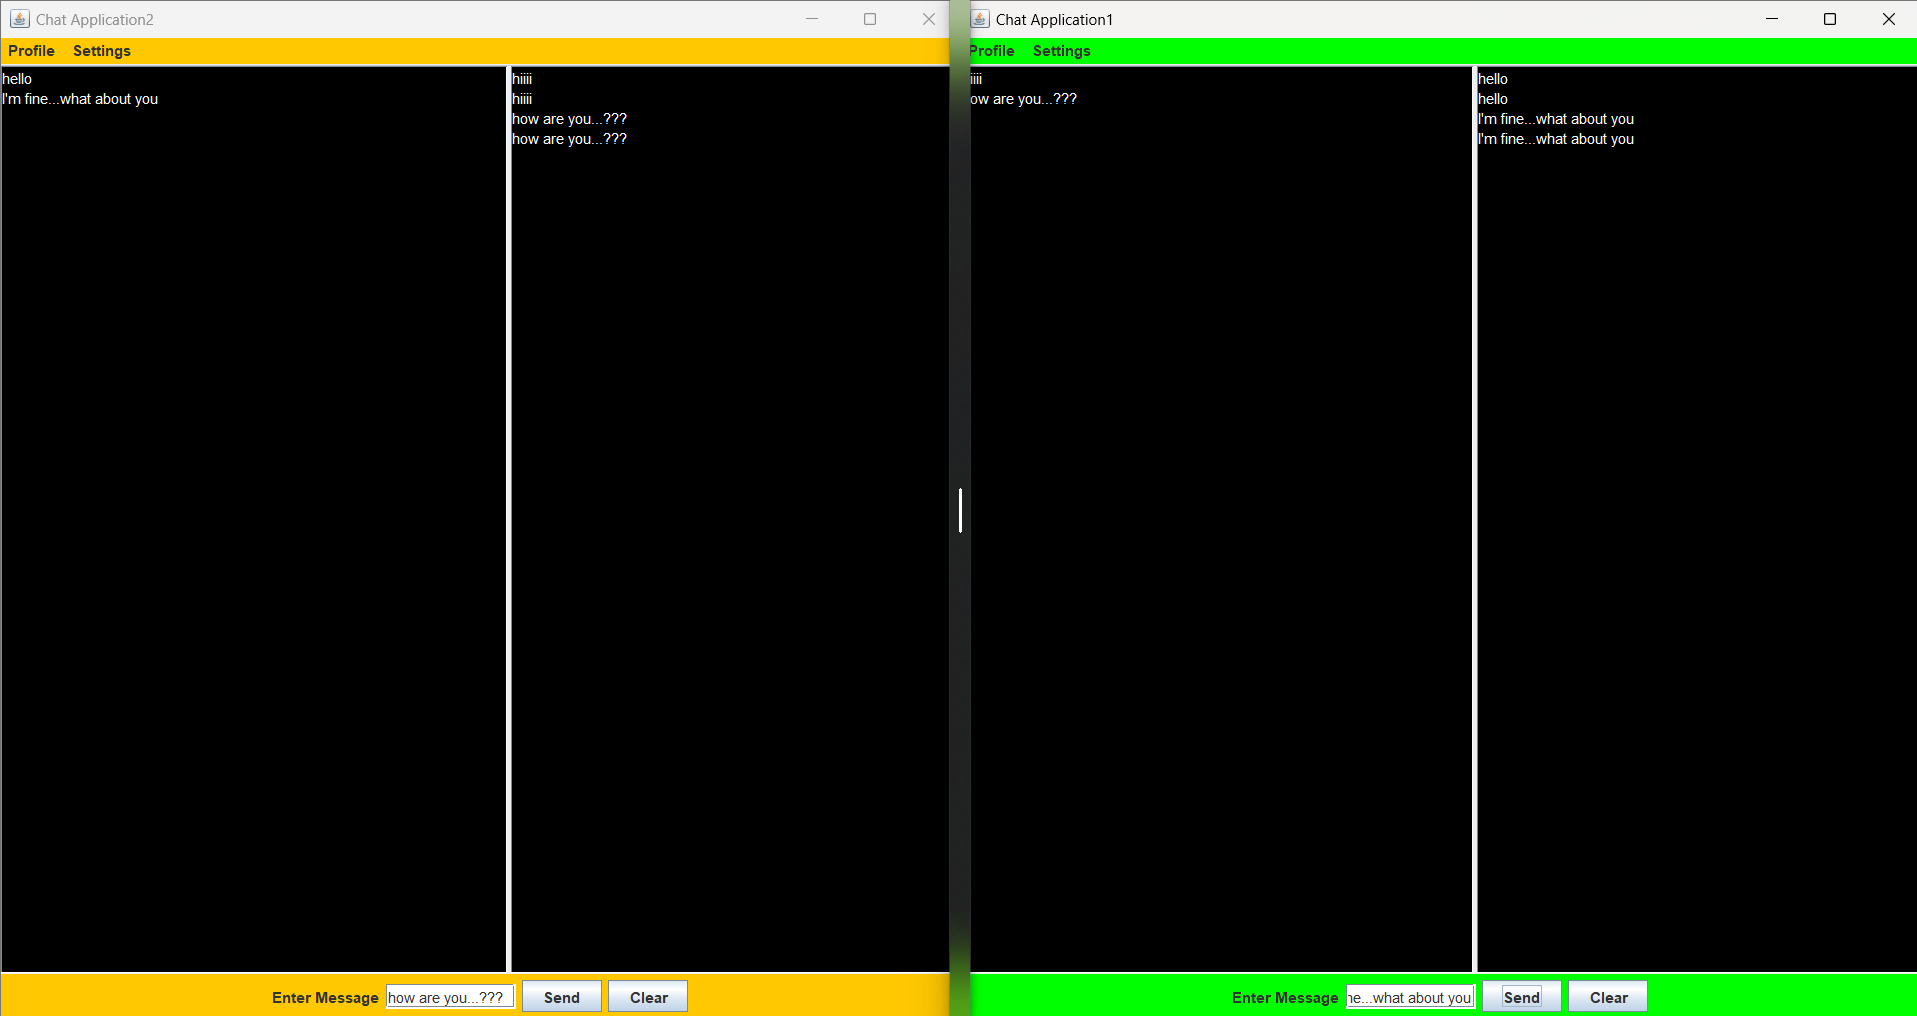 Chat Application2
Profile Settings
hello
I'm fine...what about you
hiiii
hiiii
how are you...???
how are you...???
Enter Message how are you...??? Send Clear
Chat Application1
Profile Settings
iiii
ow are you...???
hello
hello
I'm fine...what about you
I'm fine...what about you
Enter Message ne...what about you Send Clear